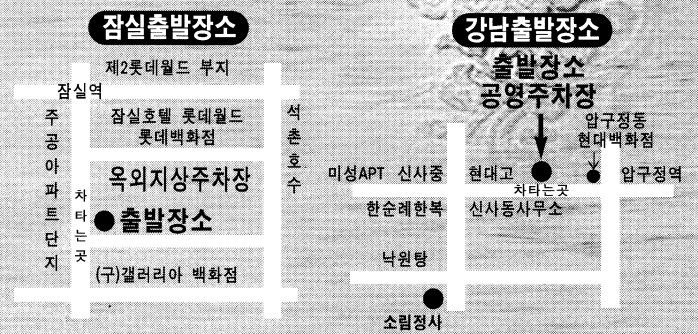 잠실출발장소
제2롯데월드 부지
잠실역
잠실호텔 롯데월드
롯데백화점
주공아파트단지
석촌호수
옥외지상주차장
차타는곳
출발장소
(구)갤러리아 백화점
강남출발장소
출발장소
공영주차장
압구정동
현대백화점
미성APT 신사중 현대고 압구정역
차타는곳
한순례한복 신사동사무소
낙원탕
소림정사